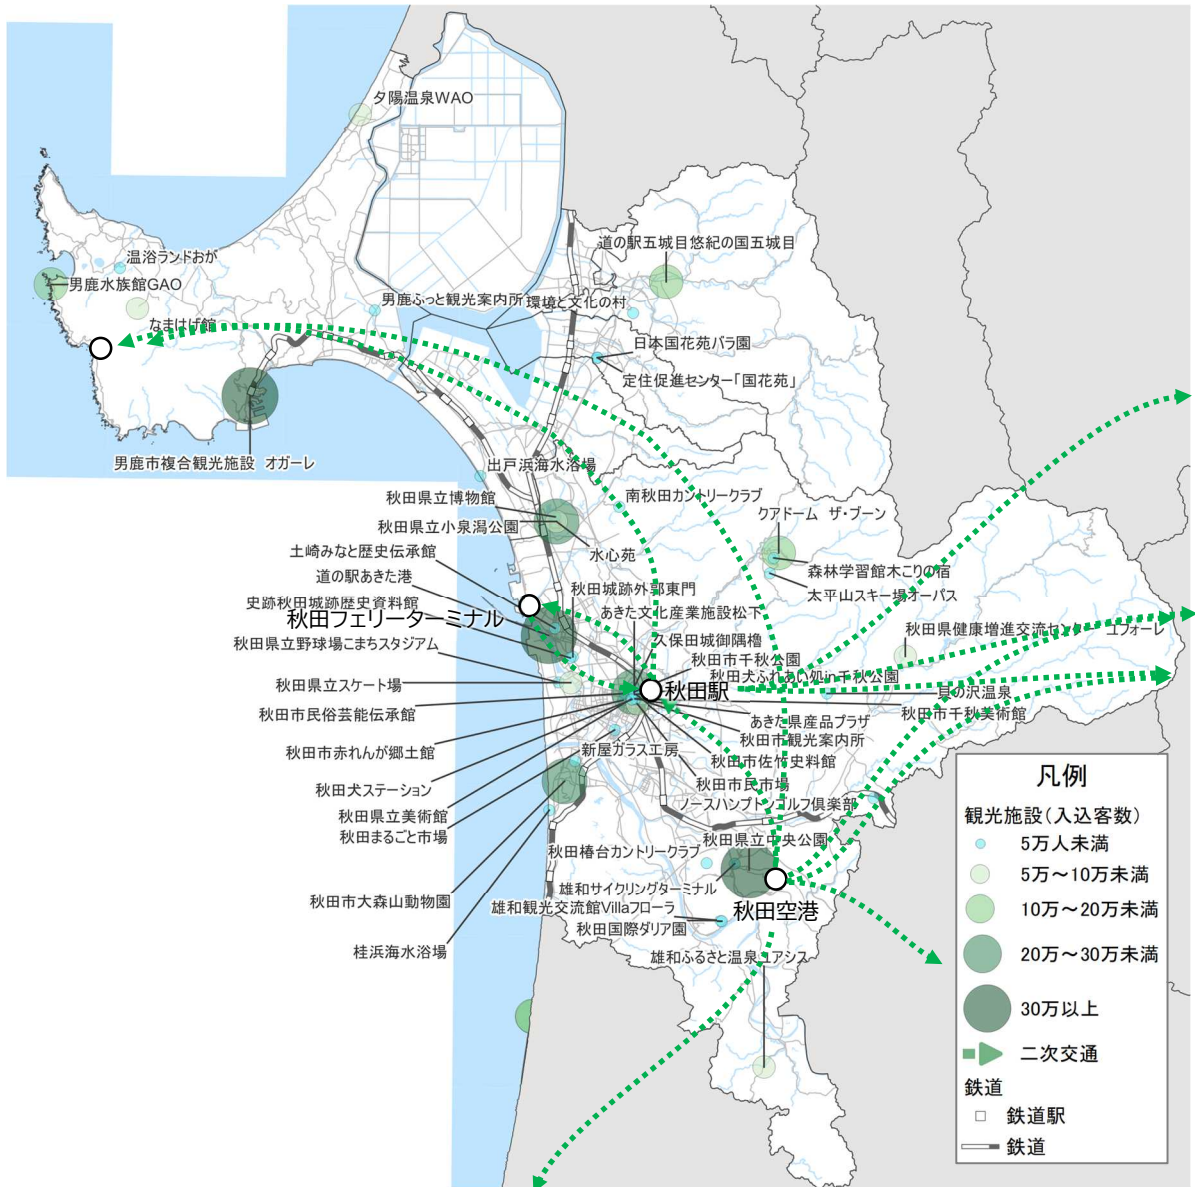 夕陽温泉WAO
道の駅五城目悠紀の国五城目
温浴ランドおが
男鹿水族館GAO
なまはげ館
男鹿ふっと観光案内所
環境と文化の村
日本国花苑バラ園
定住促進センター「国花苑」
男鹿市複合観光施設 オガーレ
出戸浜海水浴場
秋田県立博物館
南秋田カントリークラブ
クアドーム ザ・ブーン
秋田県立小泉潟公園
水心苑
土崎みなと歴史伝承館
森林学習館木こりの宿
道の駅あきた港
秋田城跡外郭東門
太平山スキー場オーパス
史跡秋田城跡歴史資料館
あきた文化産業施設松下
秋田フェリーターミナル
秋田県健康増進交流センター ユフォーレ
秋田県立野球場こまちスタジアム
久保田城御隅櫓
秋田市千秋公園
秋田犬ふれあい処in千秋公園
秋田県立スケート場
秋田駅
貝の沢温泉
秋田市民俗芸能伝承館
秋田市千秋美術館
あきた県産品プラザ
秋田市観光案内所
秋田市赤れんが郷土館
新屋ガラス工房
秋田市佐竹史料館
秋田犬ステーション
秋田市民市場
ノースハンプトンゴルフ倶楽部
秋田県立美術館
秋田まるごと市場
秋田県立中央公園
秋田椿台カントリークラブ
秋田市大森山動物園
雄和サイクリングターミナル
雄和観光交流館Villaフローラ
秋田空港
秋田国際ダリア園
桂浜海水浴場
雄和ふるさと温泉ユアシス
凡例
観光施設(入込客数)
5万人未満
5万～10万未満
10万～20万未満
20万～30万未満
30万以上
二次交通
鉄道
鉄道駅
鉄道